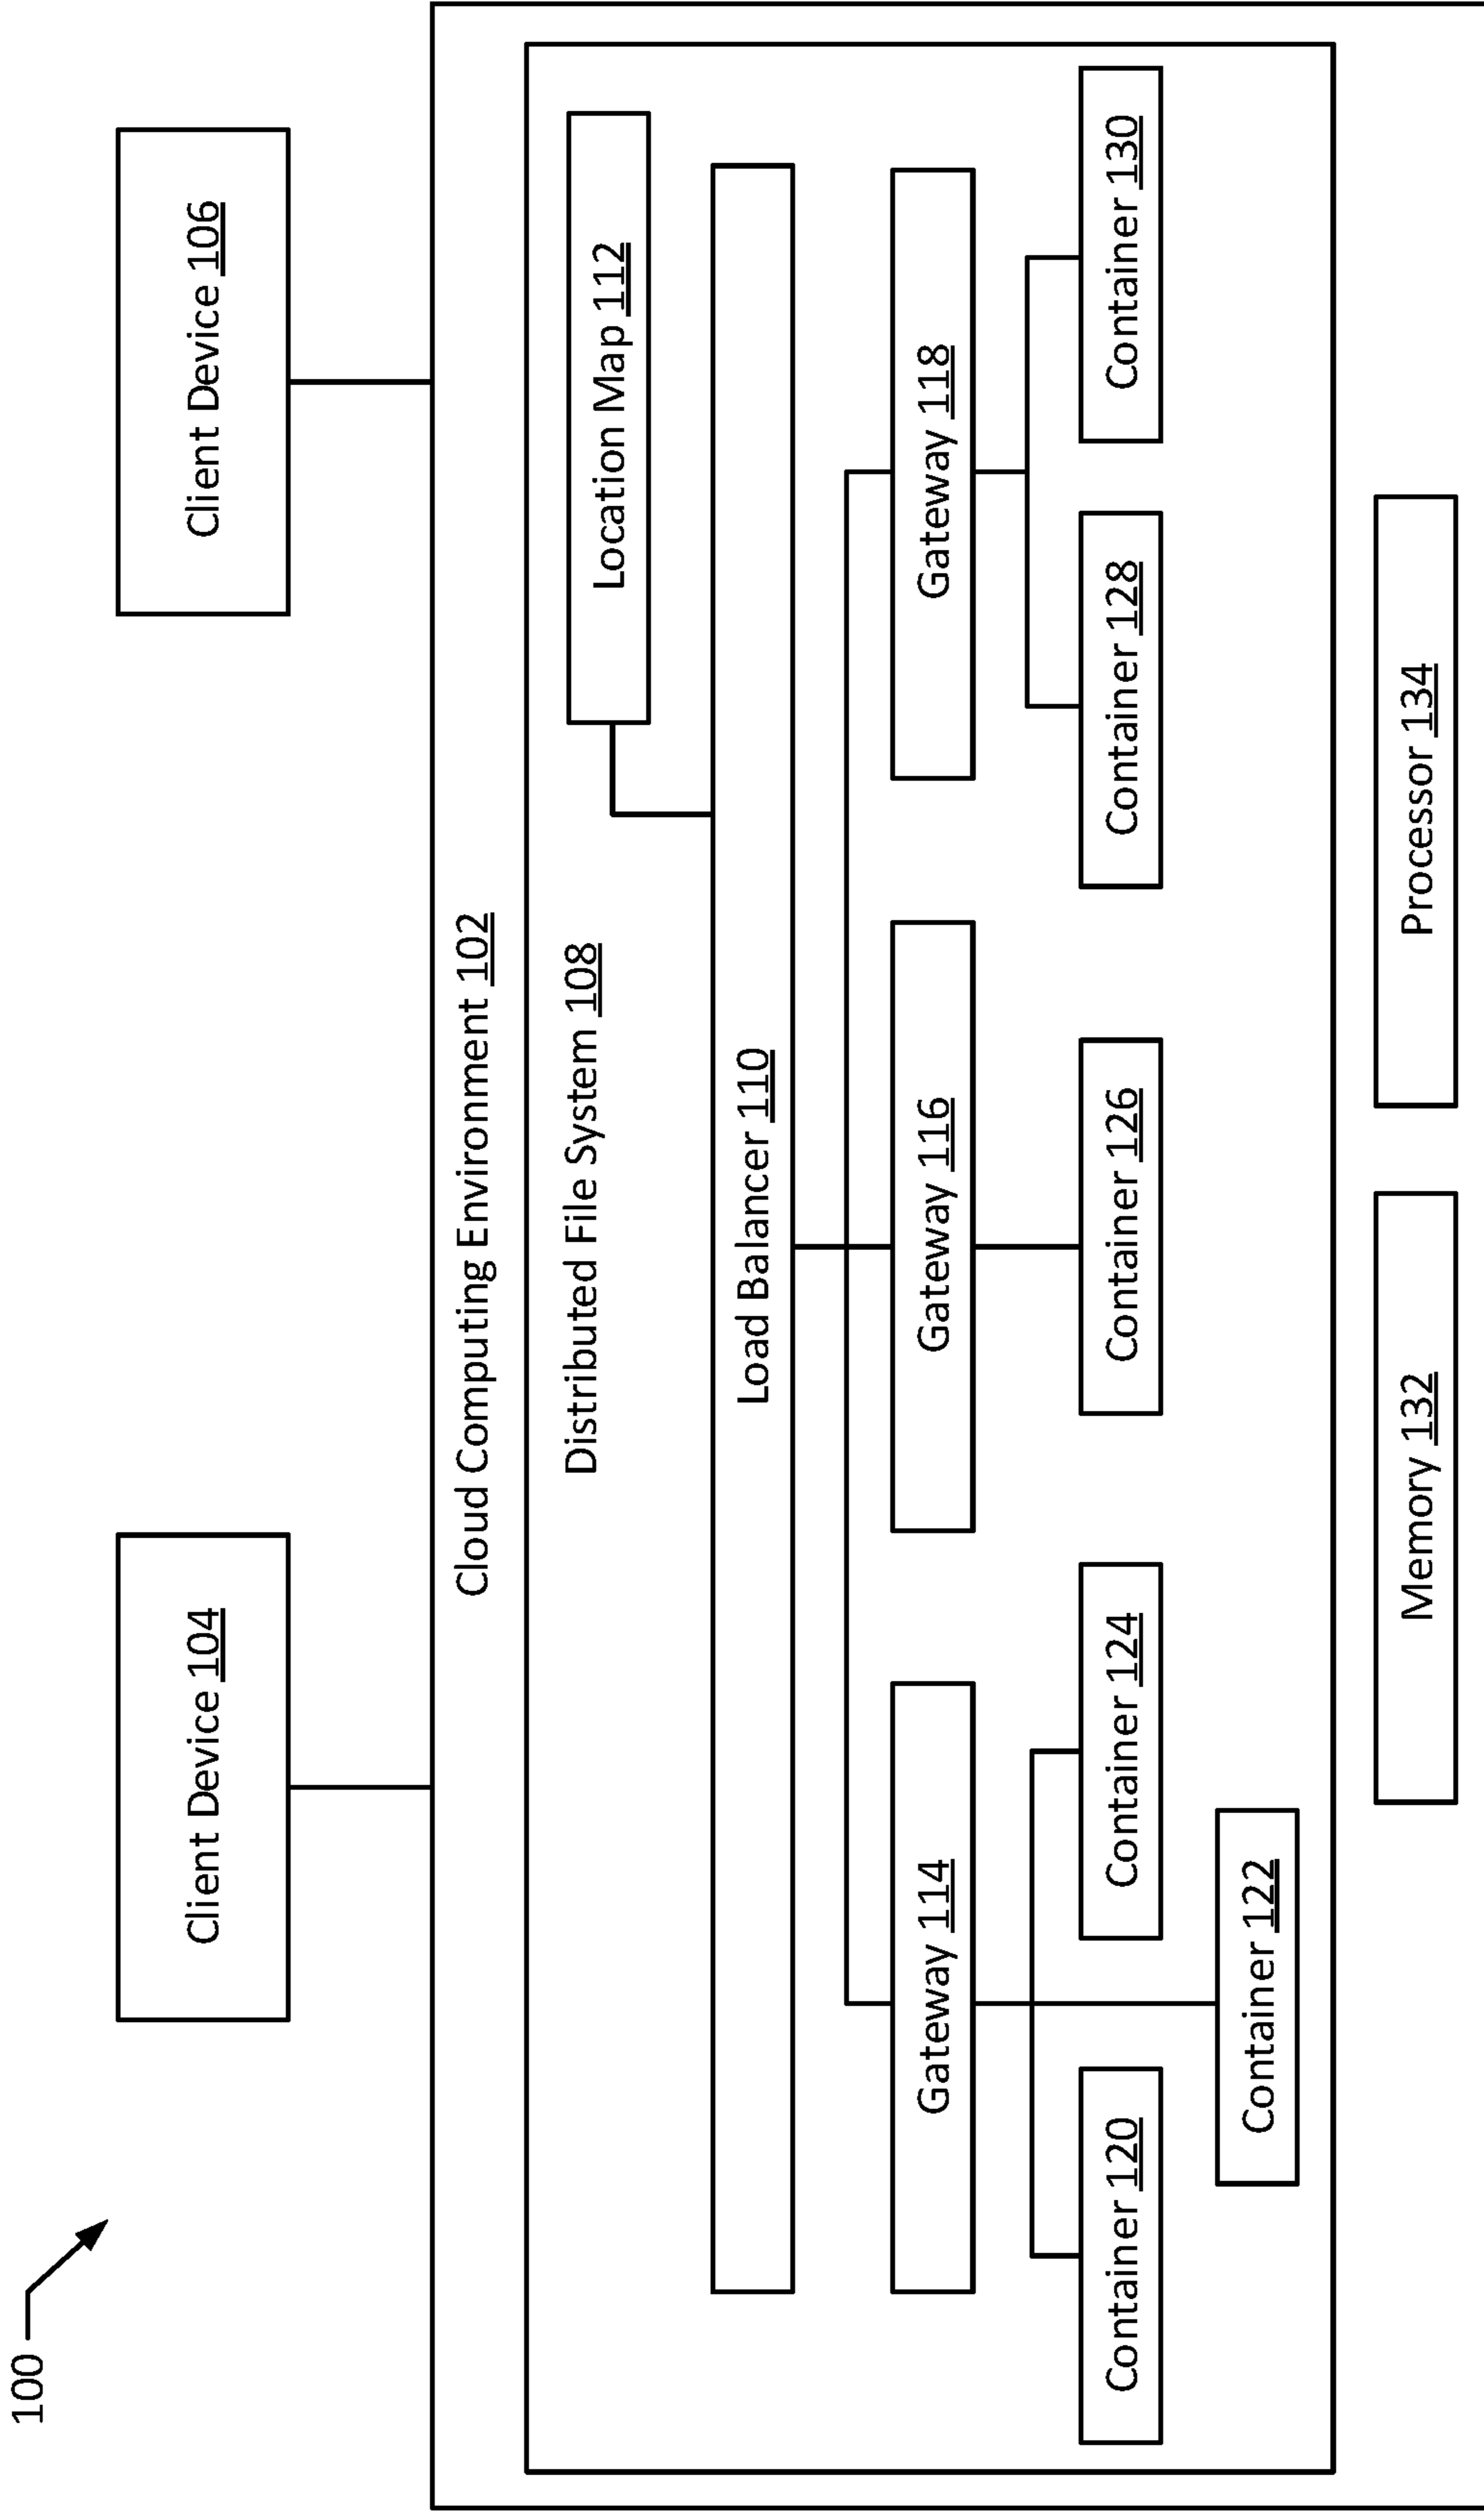 100
Client Device 104
Client Device 106
Cloud Computing Environment 102
Distributed File System 108
Location Map 112
Load Balancer 110
Gateway 114
Gateway 116
Gateway 118
Container 120
Container 124
Container 126
Container 128
Container 130
Container 122
Memory 132
Processor 134